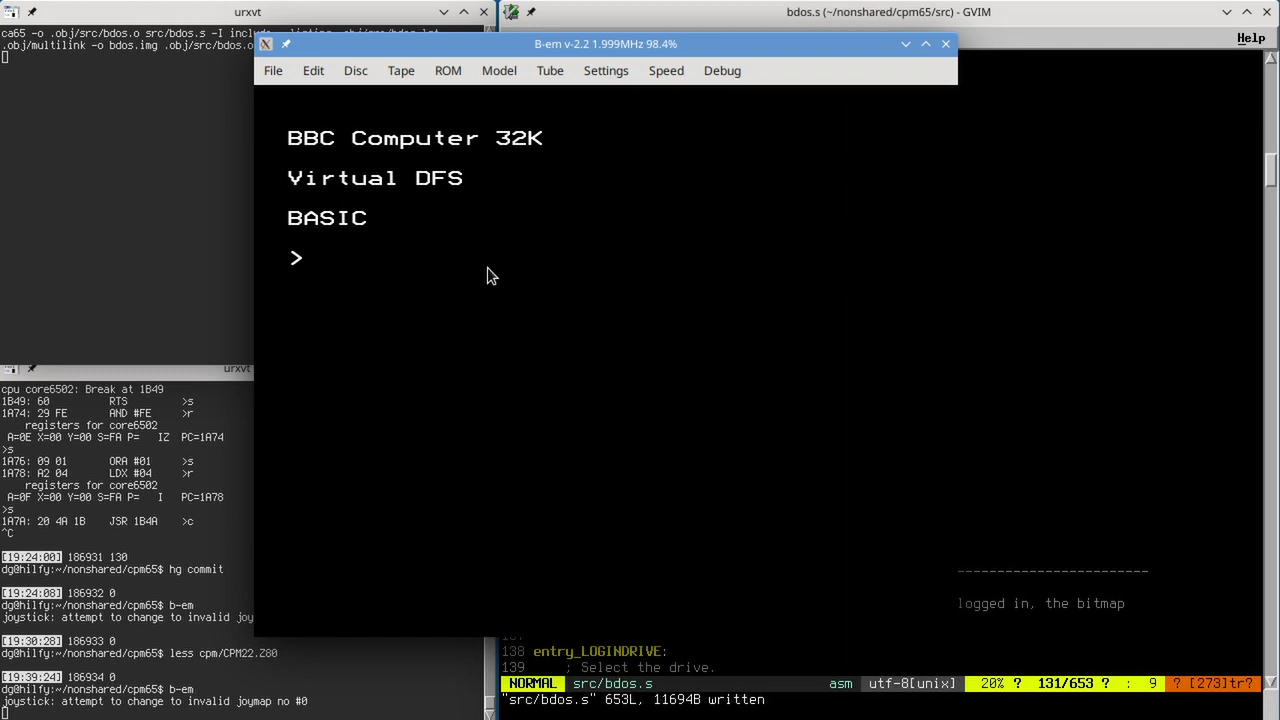 urxvt
bdos.s (~/nonshared/cpm65/src) - GVIM
Help
.obj/multilink -o bdos.img .obj/src/bdos.o
B-em v-2.2 1.999MHz 98.4%
File Edit Disc Tape ROM Model Tube Settings Speed Debug
BBC Computer 32K
Virtual DFS
BASIC
>
urxvt
cpu core6502: Break at 1B49
1B49: 60 RTS >s
1A74: 29 FE AND #FE >r
registers for core6502
A=0E X=00 Y=00 S=FA P= IZ PC=1A74
>s
1A76: 09 01 ORA #01 >s
1A78: A2 04 LDX #04 >r
registers for core6502
A=0F X=00 Y=00 S=FA P= I PC=1A78
>s
1A7A: 20 4A 1B JSR 1B4A >c
^C
[19:24:00] 186931 130
dg@hilfy:~/nonshared/cpm65$ hg commit
[19:24:08] 186932 0
dg@hilfy:~/nonshared/cpm65$ b-em
joystick: attempt to change to invalid joy
[19:30:28] 186933 0
dg@hilfy:~/nonshared/cpm65$ less cpm/CPM22.Z80
[19:39:24] 186934 0
dg@hilfy:~/nonshared/cpm65$ b-em
joystick: attempt to change to invalid joymap no #0
------------------------
logged in, the bitmap
138 entry_LOGINDRIVE:
139 ; Select the drive.
NORMAL src/bdos.s asm utf-8[unix] 20% ? 131/653 ? : 9 ? [273]tr?
"src/bdos.s" 653L, 11694B written